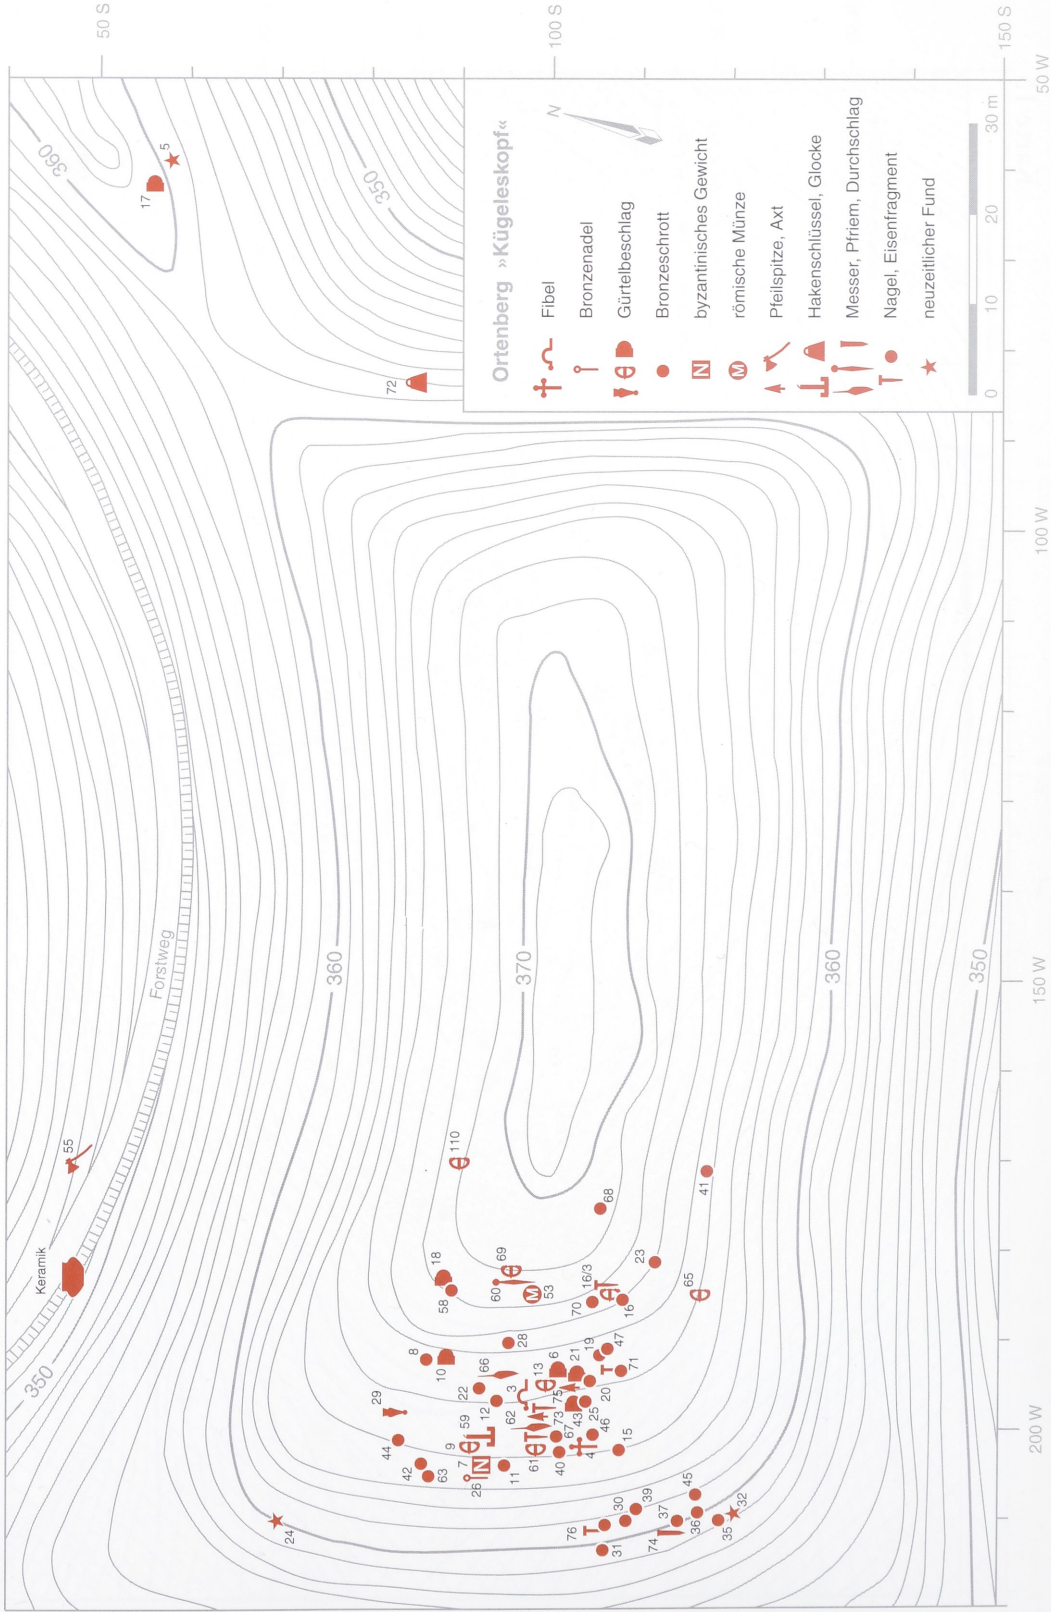 Ortenberg »Kügeleskopf«
N
Fibel
Bronzenadel
Gürtelbeschlag
Bronzeschrott
N byzantinisches Gewicht
M römische Münze
Pfeilspitze, Axt
Hakenschlüssel, Glocke
Messer, Pfriem, Durchschlag
Nagel, Eisenfragment
neuzeitlicher Fund
0 10 20 30 m
50 S
100 S
150 S
50 W
100 W
150 W
200 W
360
350
17
5
72
Forstweg
360
370
360
350
350
Keramik
55
110
68
41
18
58
69
60
M
53
16/3
70
16
23
65
8
10
28
66
22
12
3
62
13
6
21
19
47
71
20
75
43
25
46
73
67
4
40
61
15
29
44
42
63
59
9
7
N
26
11
24
76
31
30
39
37
74
45
36
35
32